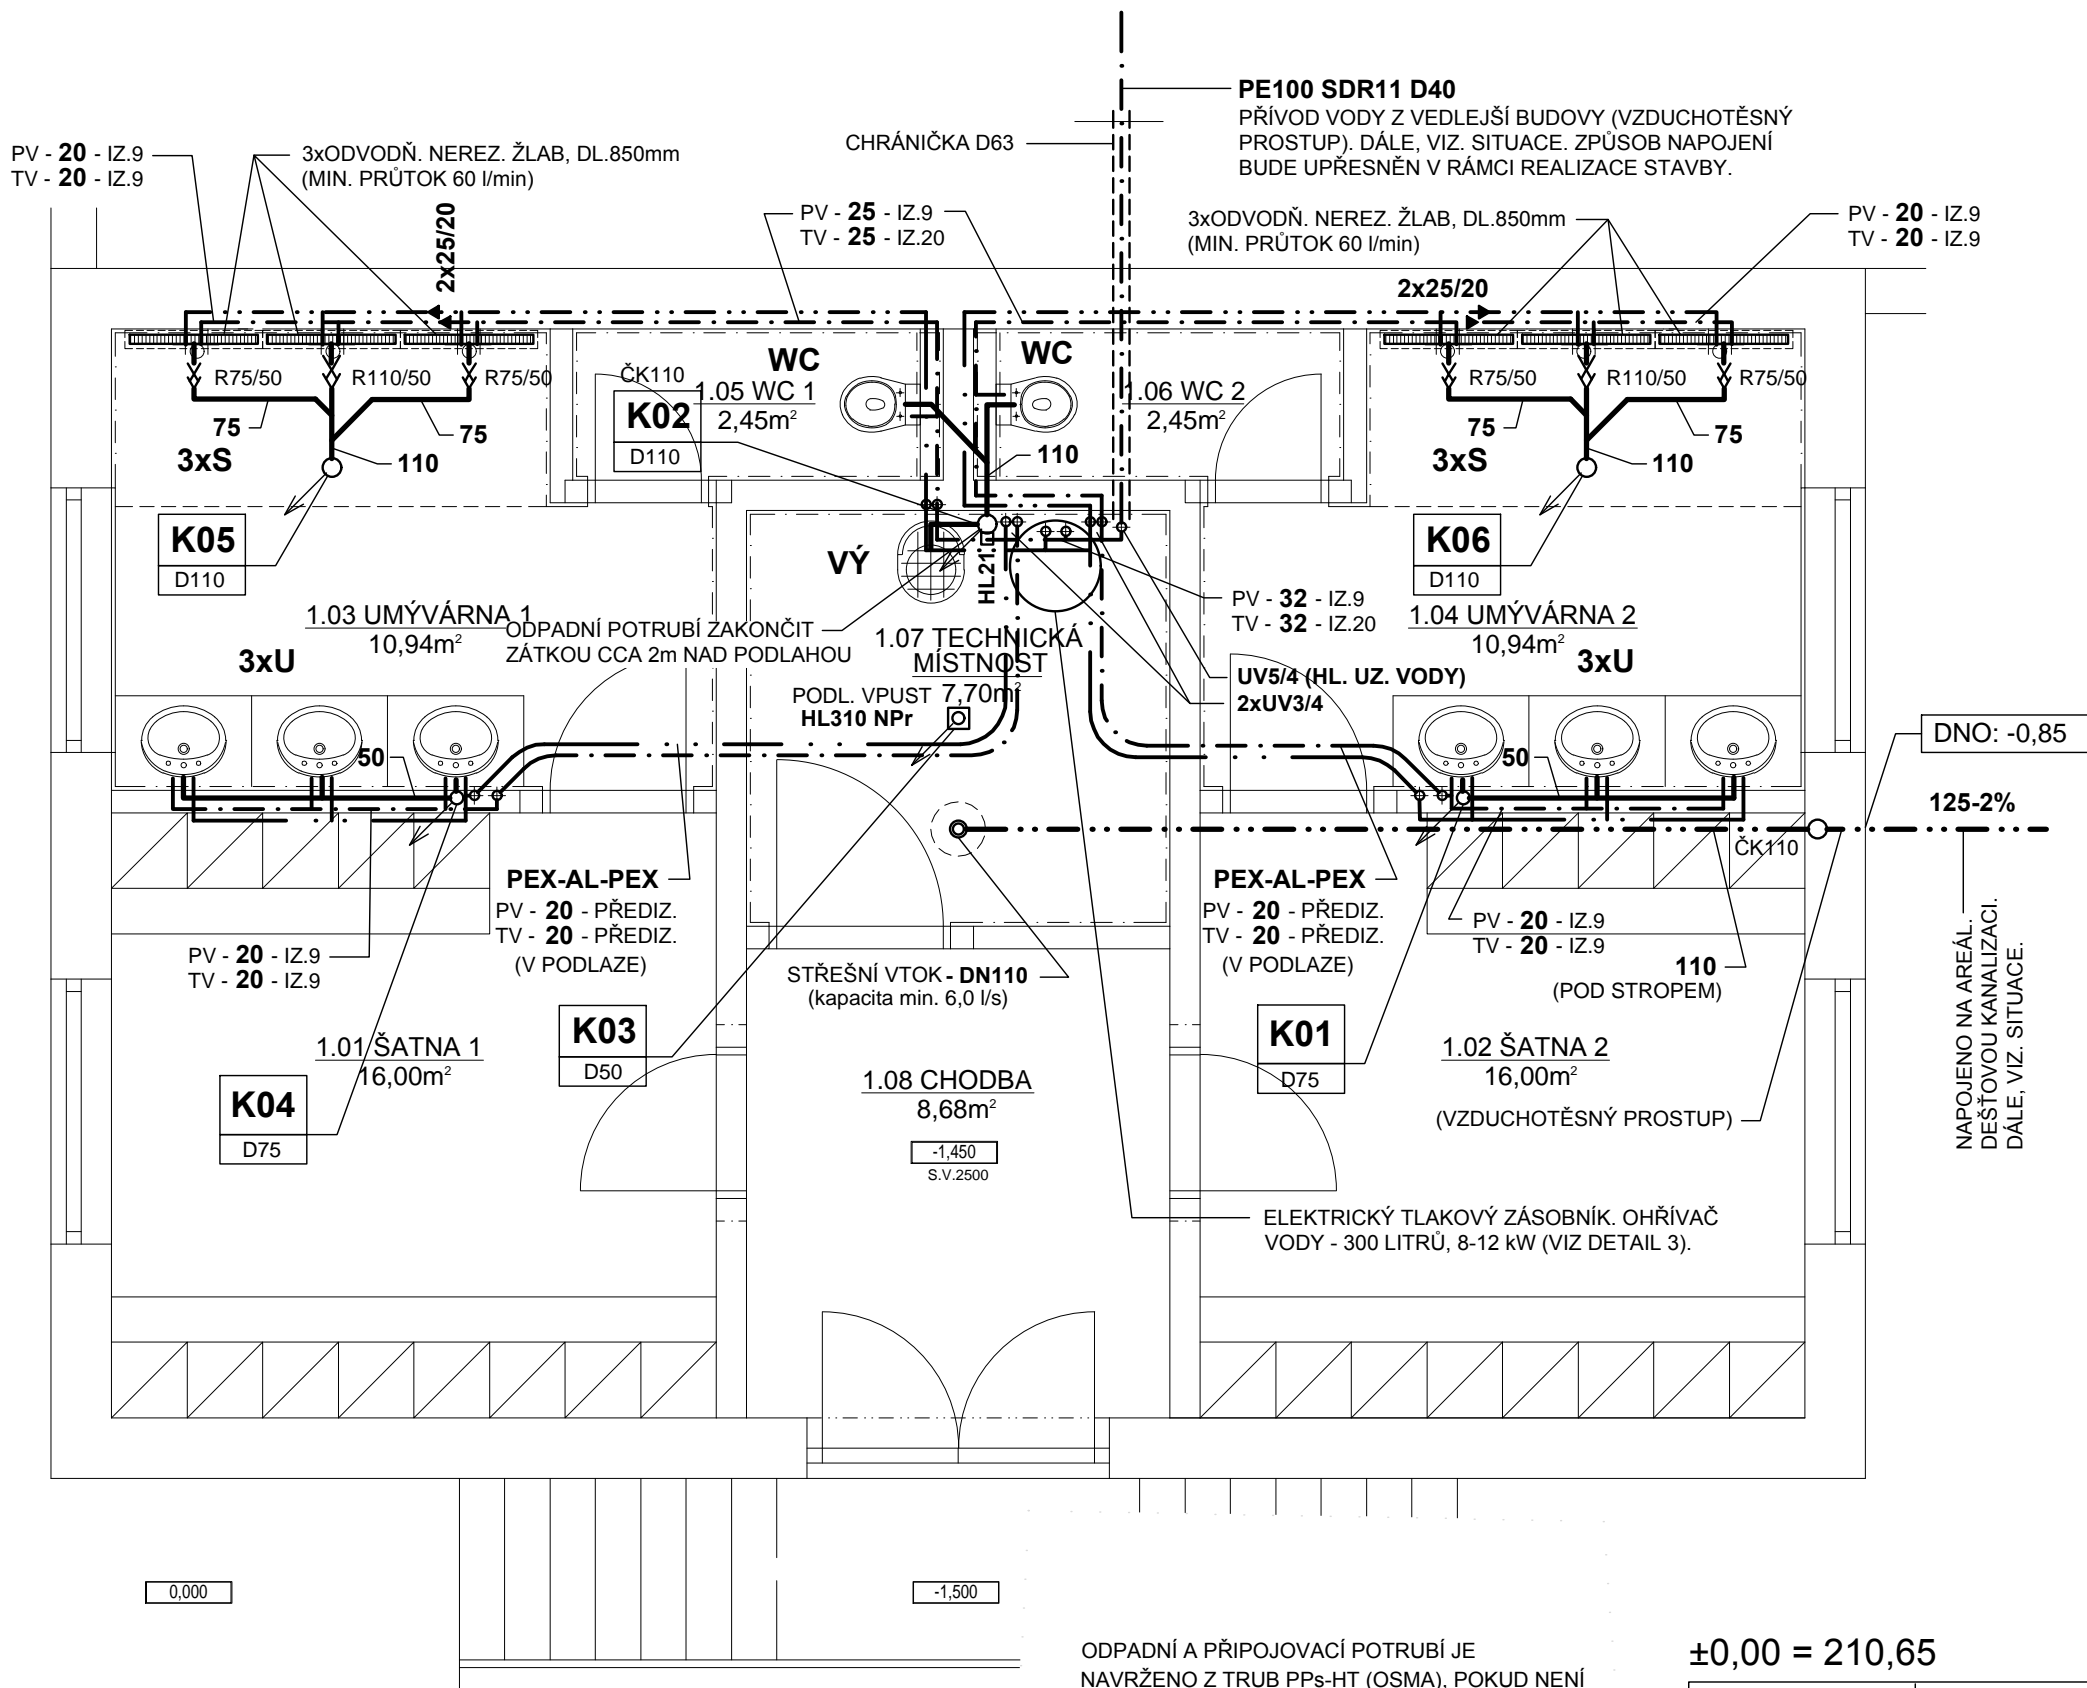 PE100 SDR11 D40
PŘÍVOD VODY Z VEDLEJŠÍ BUDOVY (VZDUCHOTĚSNÝ
PROSTUP). DÁLE, VIZ. SITUACE. ZPŮSOB NAPOJENÍ
BUDE UPŘESNĚN V RÁMCI REALIZACE STAVBY.
CHRÁNIČKA D63
PV - 20 - IZ.9
TV - 20 - IZ.9
3xODVODŇ. NEREZ. ŽLAB, DL.850mm
(MIN. PRŮTOK 60 l/min)
2x25/20
PV - 25 - IZ.9
TV - 25 - IZ.20
3xODVODŇ. NEREZ. ŽLAB, DL.850mm
(MIN. PRŮTOK 60 l/min)
PV - 20 - IZ.9
TV - 20 - IZ.9
2x25/20
R75/50
R110/50
R75/50
75
75
110
3xS
ČK110
K02
D110
WC
1.05 WC 1
2,45m²
WC
1.06 WC 2
2,45m²
110
R75/50
R110/50
R75/50
75
75
110
3xS
K05
D110
VÝ
HL21
K06
D110
1.03 UMÝVÁRNA 1
10,94m²
ODPADNÍ POTRUBÍ ZAKONČIT
ZÁTKOU CCA 2m NAD PODLAHOU
1.07 TECHNICKÁ
MÍSTNOST
7,70m²
PV - 32 - IZ.9
TV - 32 - IZ.20
1.04 UMÝVÁRNA 2
10,94m²
3xU
3xU
PODL. VPUST
HL310 NPr
UV5/4 (HL. UZ. VODY)
2xUV3/4
50
50
DNO: -0,85
125-2%
ČK110
PEX-AL-PEX
PV - 20 - PŘEDIZ.
TV - 20 - PŘEDIZ.
(V PODLAZE)
PEX-AL-PEX
PV - 20 - PŘEDIZ.
TV - 20 - PŘEDIZ.
(V PODLAZE)
PV - 20 - IZ.9
TV - 20 - IZ.9
PV - 20 - IZ.9
TV - 20 - IZ.9
110
(POD STROPEM)
STŘEŠNÍ VTOK - DN110
(kapacita min. 6,0 l/s)
NAPOJENO NA AREÁL.
DEŠŤOVOU KANALIZACI.
DÁLE, VIZ. SITUACE.
K03
D50
K01
D75
1.01 ŠATNA 1
16,00m²
K04
D75
1.08 CHODBA
8,68m²
-1,450
S.V.2500
1.02 ŠATNA 2
16,00m²
(VZDUCHOTĚSNÝ PROSTUP)
ELEKTRICKÝ TLAKOVÝ ZÁSOBNÍK. OHŘÍVAČ
VODY - 300 LITRŮ, 8-12 kW (VIZ DETAIL 3).
0,000
-1,500
ODPADNÍ A PŘIPOJOVACÍ POTRUBÍ JE
NAVRŽENO Z TRUB PPs-HT (OSMA), POKUD NENÍ
±0,00 = 210,65